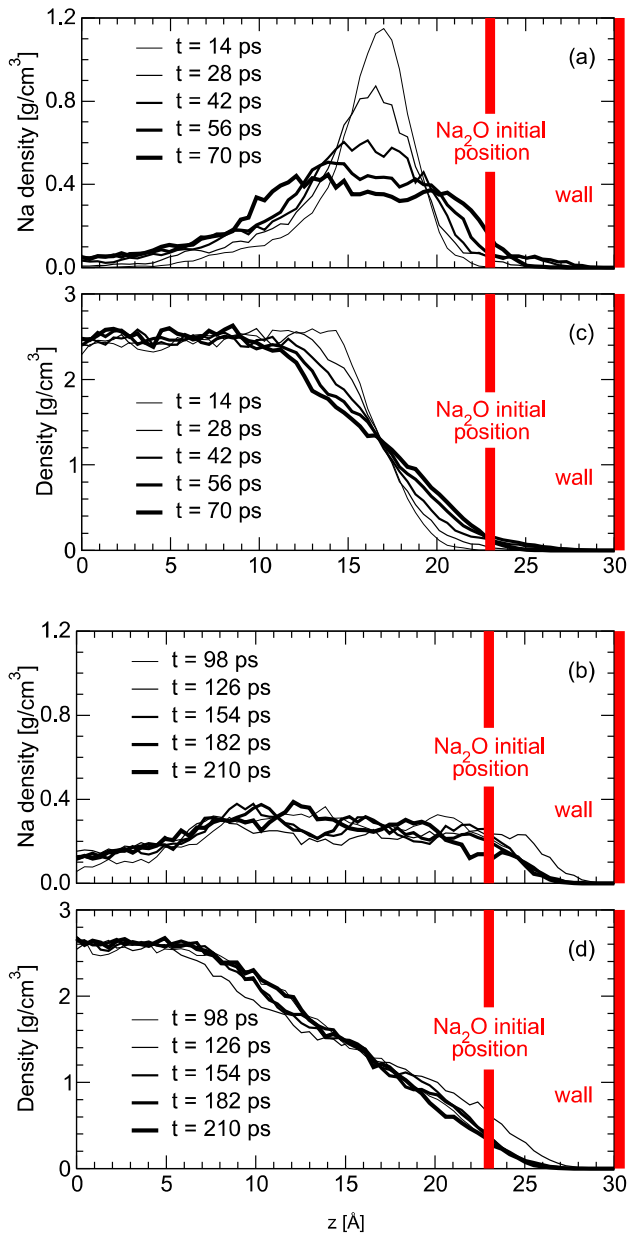 1.2
0.8
0.4
0.0
Na density [g/cm³]
t = 14 ps
t = 28 ps
t = 42 ps
t = 56 ps
t = 70 ps
(a)
Na₂O initial
position
wall
3
2
1
0
Density [g/cm³]
(c)
t = 14 ps
t = 28 ps
t = 42 ps
t = 56 ps
t = 70 ps
Na₂O initial
position
wall
0 5 10 15 20 25 30
1.2
0.8
0.4
0.0
Na density [g/cm³]
t = 98 ps
t = 126 ps
t = 154 ps
t = 182 ps
t = 210 ps
(b)
Na₂O initial
position
wall
3
2
1
0
Density [g/cm³]
(d)
t = 98 ps
t = 126 ps
t = 154 ps
t = 182 ps
t = 210 ps
Na₂O initial
position
wall
0 5 10 15 20 25 30
z [Å]